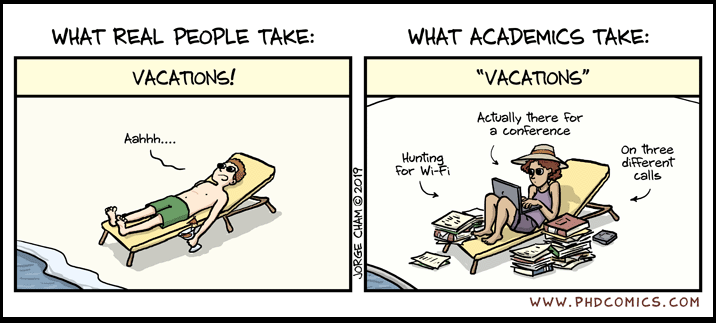 WHAT REAL PEOPLE TAKE:
VACATIONS!
Aahhh....
JORGE CHAM © 2019
WHAT ACADEMICS TAKE:
"VACATIONS"
Actually there for
a conference
Hunting
for Wi-Fi
On three
different
calls
WWW.PHDCOMICS.COM